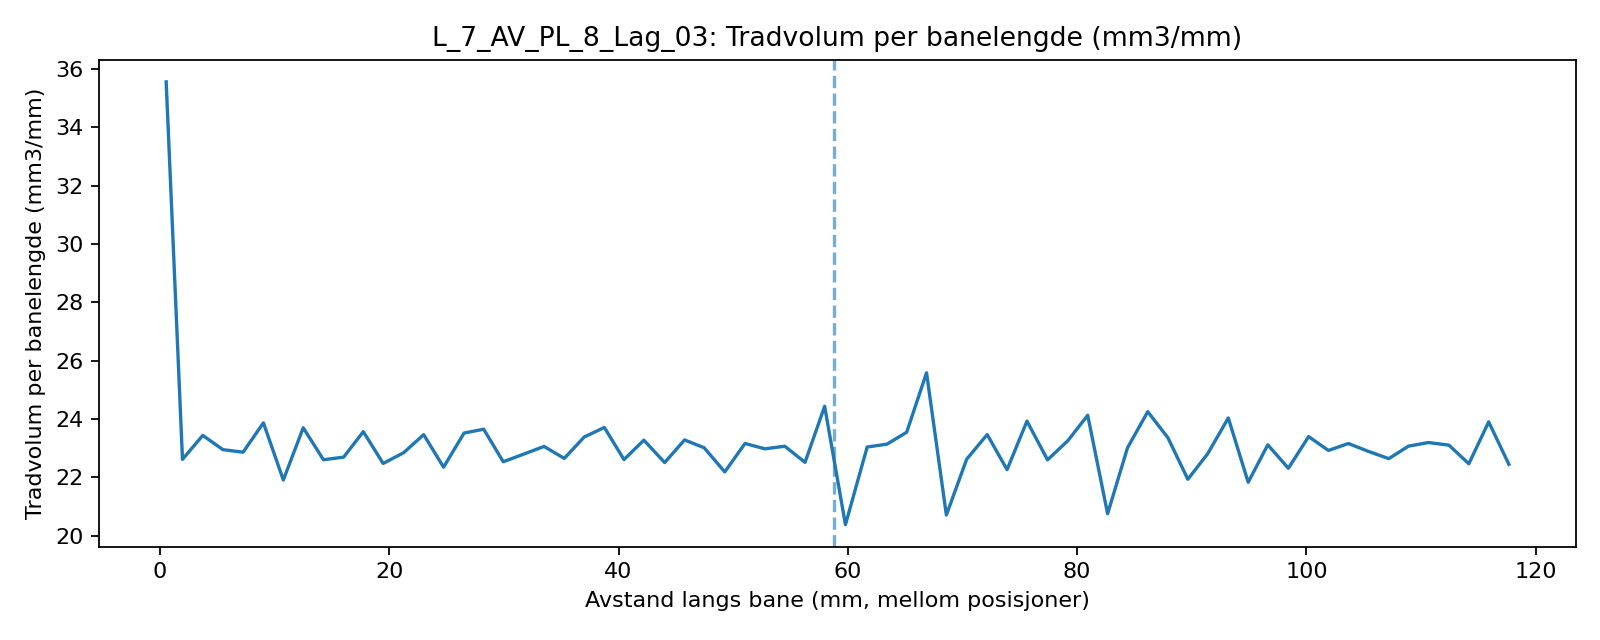 L_7_AV_PL_8_Lag_03: Tradvolum per banelengde (mm3/mm)
Tradvolum per banelengde (mm3/mm)
36
34
32
30
28
26
24
22
20
0 20 40 60 80 100 120
Avstand langs bane (mm, mellom posisjoner)